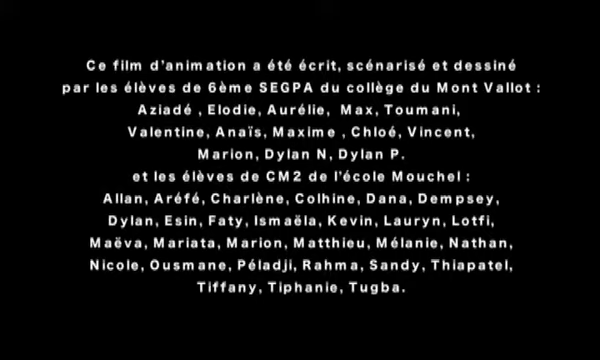 Ce film d'animation a été écrit, scénarisé et dessiné
par les élèves de 6ème SEGPA du collège du Mont Vallot :
Aziadé , Elodie, Aurélie, Max, Toumani,
Valentine, Anaïs, Maxime , Chloé, Vincent,
Marion, Dylan N, Dylan P.
et les élèves de CM2 de l'école Mouchel :
Allan, Aréfé, Charlène, Colhine, Dana, Dempsey,
Dylan, Esin, Faty, Ismaëla, Kevin, Lauryn, Lotfi,
Maëva, Mariata, Marion, Matthieu, Mélanie, Nathan,
Nicole, Ousmane, Péladji, Rahma, Sandy, Thiapatel,
Tiffany, Tiphanie, Tugba.